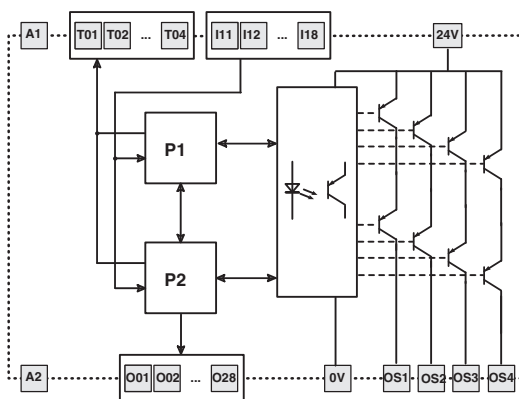 A1 T01 T02 ... T04 I11 I12 ... I18 24V
P1
P2
A2 O01 O02 ... O28 0V OS1 OS2 OS3 OS4